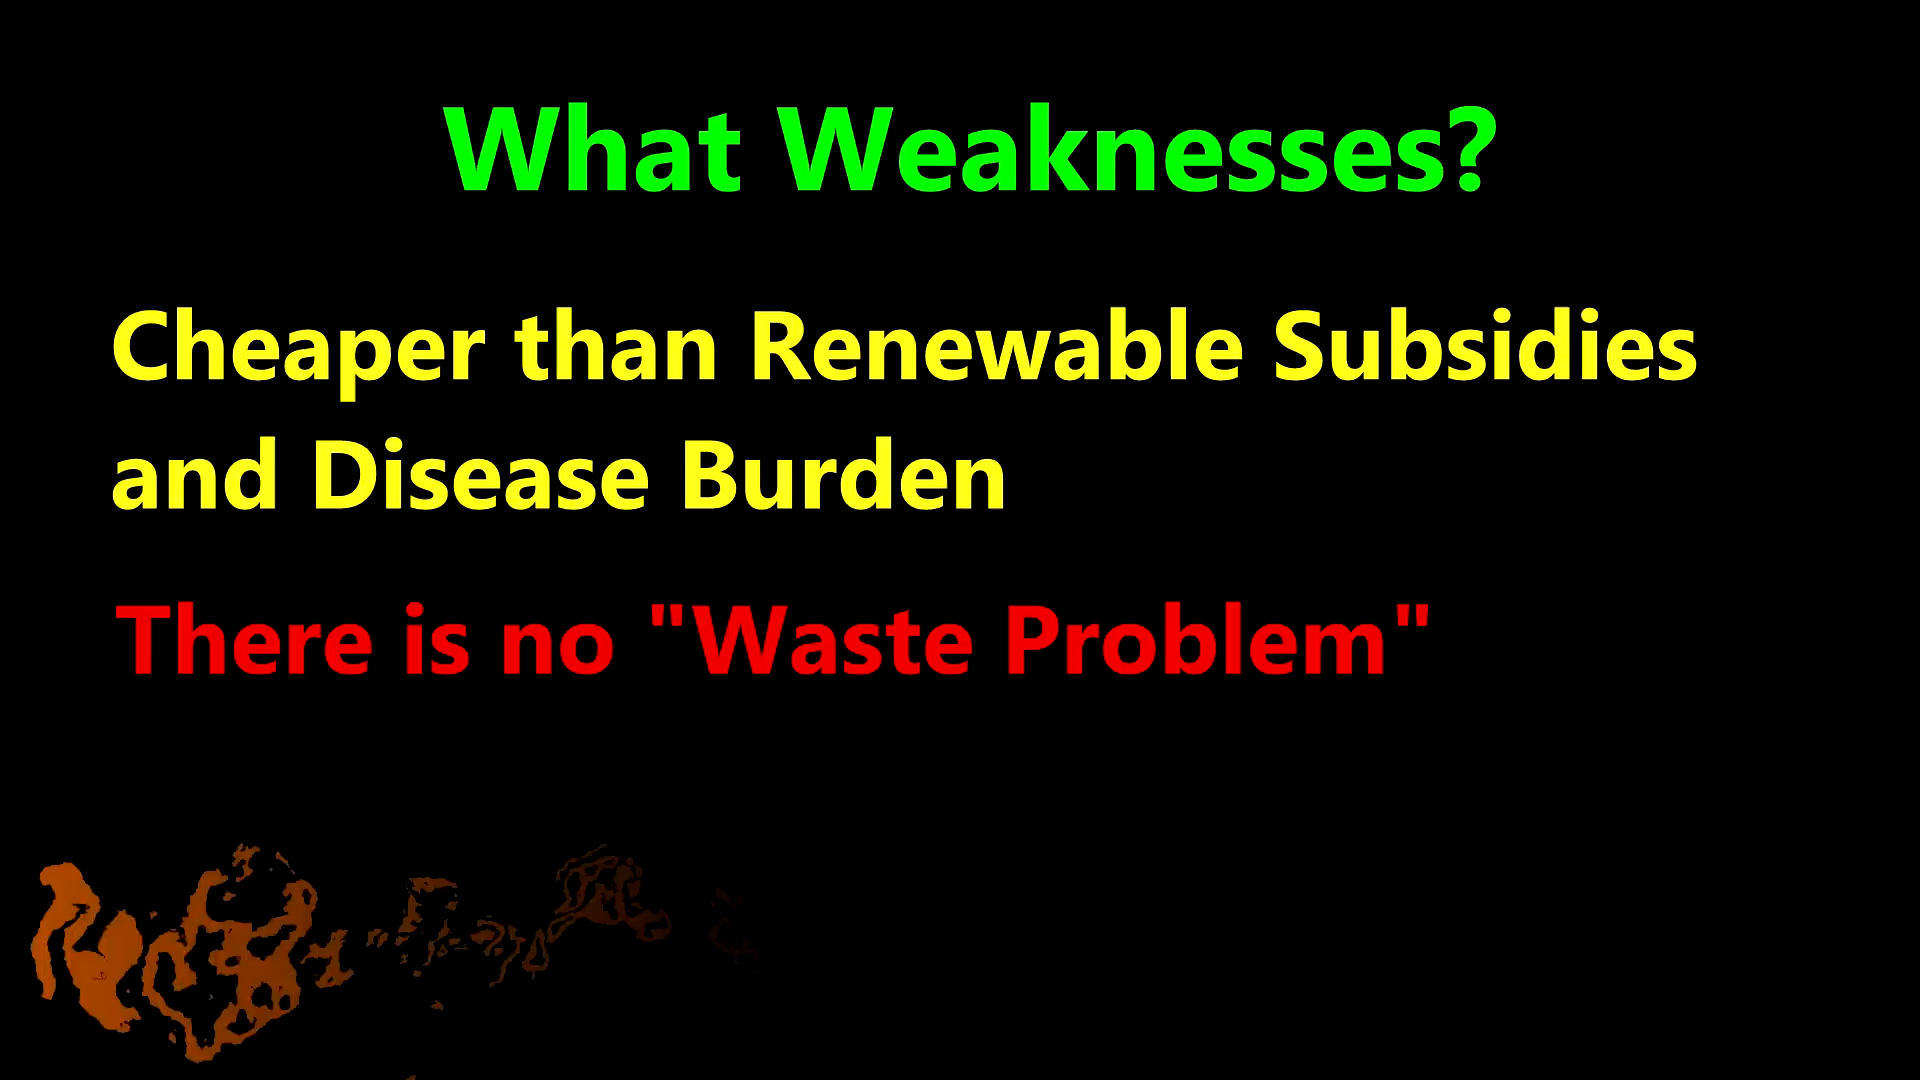 What Weaknesses?
Cheaper than Renewable Subsidies
and Disease Burden
There is no "Waste Problem"